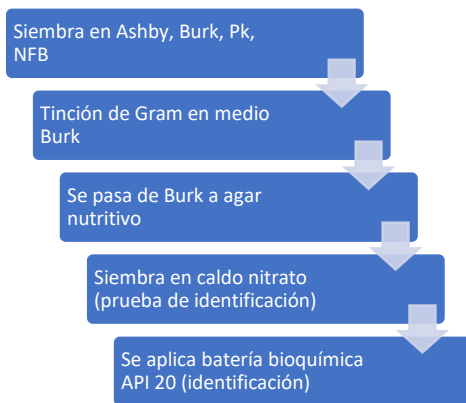 Siembra en Ashby, Burk, Pk,
NFB
Tinción de Gram en medio
Burk
Se pasa de Burk a agar
nutritivo
Siembra en caldo nitrato
(prueba de identificación)
Se aplica batería bioquímica
API 20 (identificación)